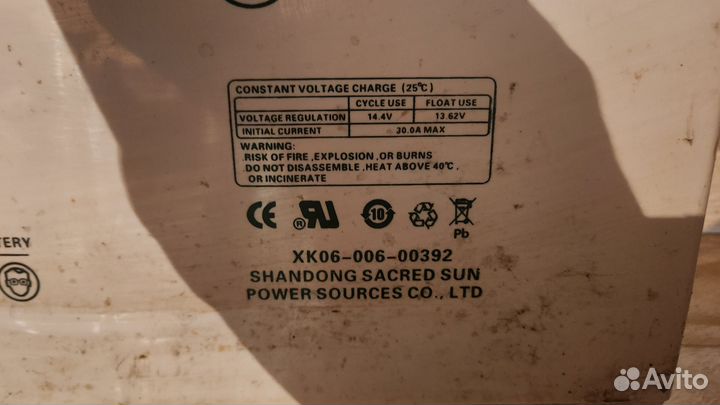 CONSTANT VOLTAGE CHARGE (25℃)
CYCLE USE FLOAT USE
VOLTAGE REGULATION 14.4V 13.62V
INITIAL CURRENT 30.0A MAX
WARNING:
.RISK OF FIRE ,EXPLOSION ,OR BURNS
.DO NOT DISASSEMBLE ,HEAT ABOVE 40℃,
OR INCINERATE
CE ® RU 10 Pb
TERY
XK06-006-00392
SHANDONG SACRED SUN
POWER SOURCES CO., LTD
Avito